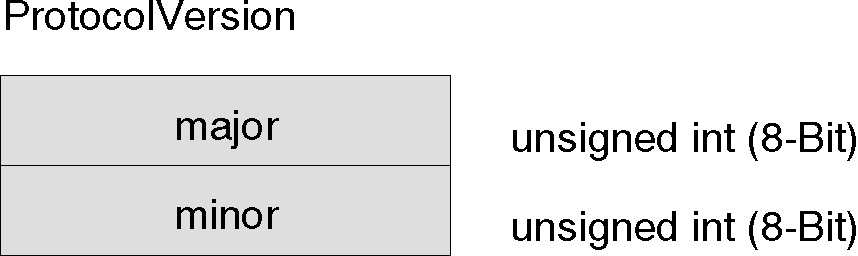 ProtocolVersion
major unsigned int (8-Bit)
minor unsigned int (8-Bit)